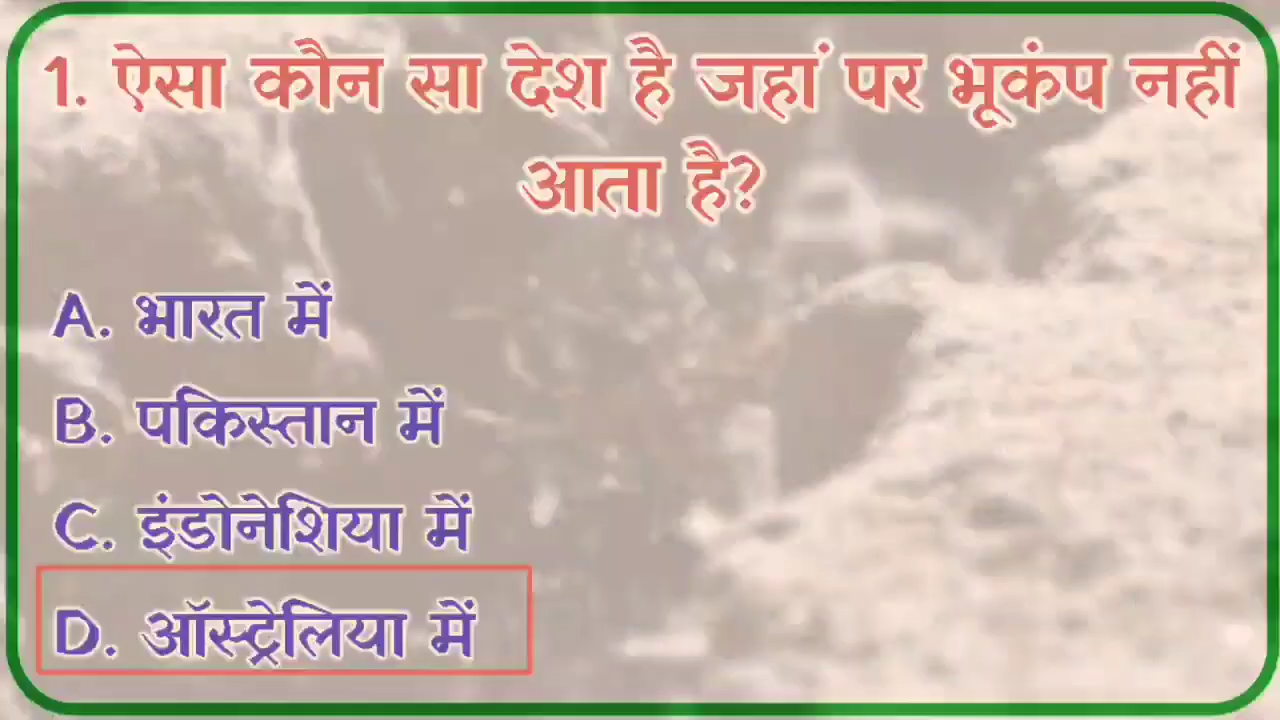 1. ऐसा कौन सा देश है जहां पर भूकंप नहीं
आता है?
A. भारत में
B. पकिस्तान में
C. इंडोनेशिया में
D. ऑस्ट्रेलिया में